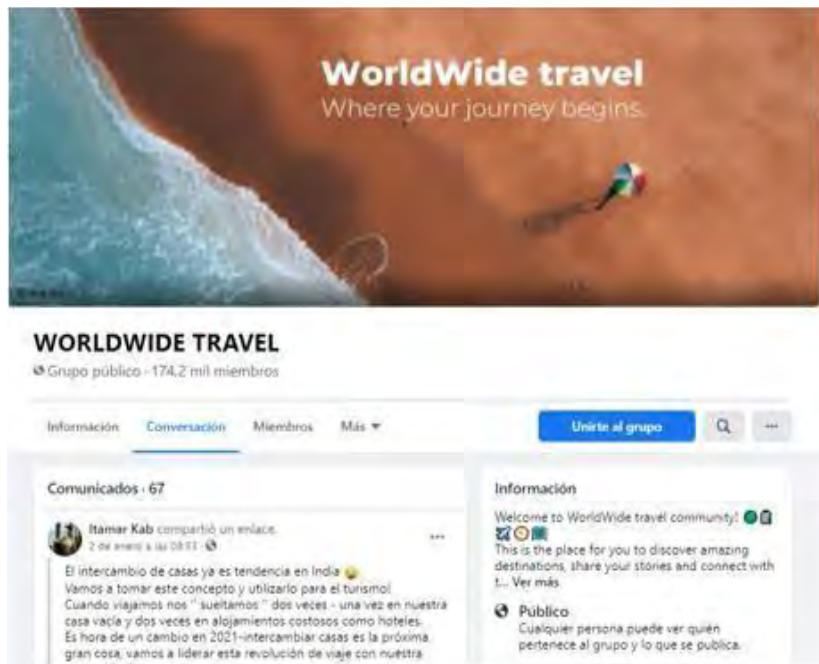 WorldWide travel
Where your journey begins.
WORLDWIDE TRAVEL
Grupo público · 174,2 mil miembros
Información
Conversación
Miembros
Más
Unirte al grupo
Comunicados · 67
Itamar Kab compartió un enlace.
2 de enero a las
El intercambio de casas ya es tendencia en India
Vamos a tomar este concepto y utilizarlo para el turismo!
Cuando viajamos nos " sueltamos " dos veces - una vez en nuestra
casa vacía y dos veces en alojamientos costosos como hoteles.
Es hora de un cambio en 2021-intercambiar casas es la próxima
gran cosa, vamos a liderar esta revolución de viaje con nuestra
Información
Welcome to WorldWide travel community!
This is the place for you to discover amazing
destinations, share your stories and connect with
t... Ver más
Público
Cualquier persona puede ver quién
pertenece al grupo y lo que se publica.